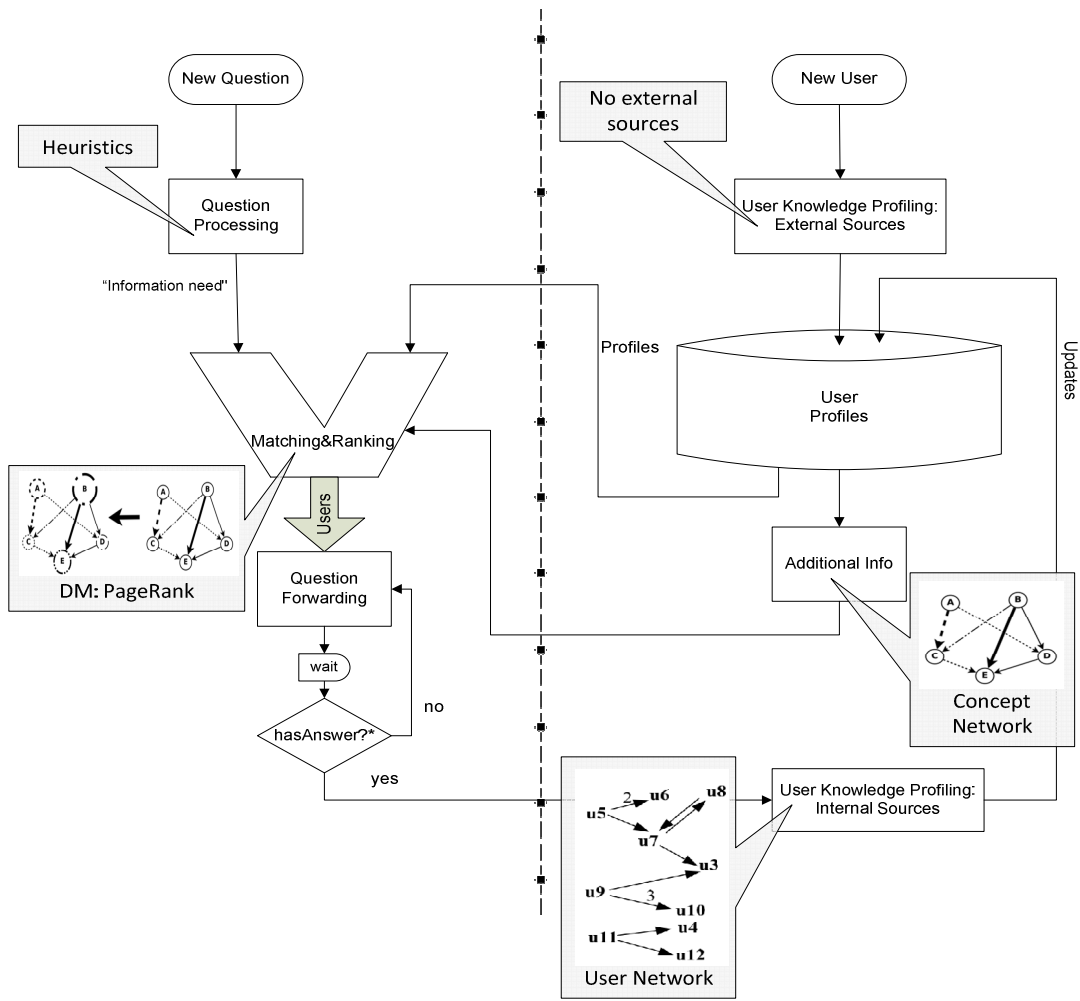 New Question
New User
No external
sources
Heuristics
Question
Processing
User Knowledge Profiling:
External Sources
“Information need"
Profiles
Updates
User
Profiles
Matching&Ranking
A
B
C
D
E
A
B
C
D
E
DM: PageRank
Users
Question
Forwarding
Additional Info
A
B
C
D
E
Concept
Network
wait
hasAnswer?*
no
yes
User Knowledge Profiling:
Internal Sources
2
u6
u8
u5
u7
u3
u9
3
u10
u4
u11
u12
User Network